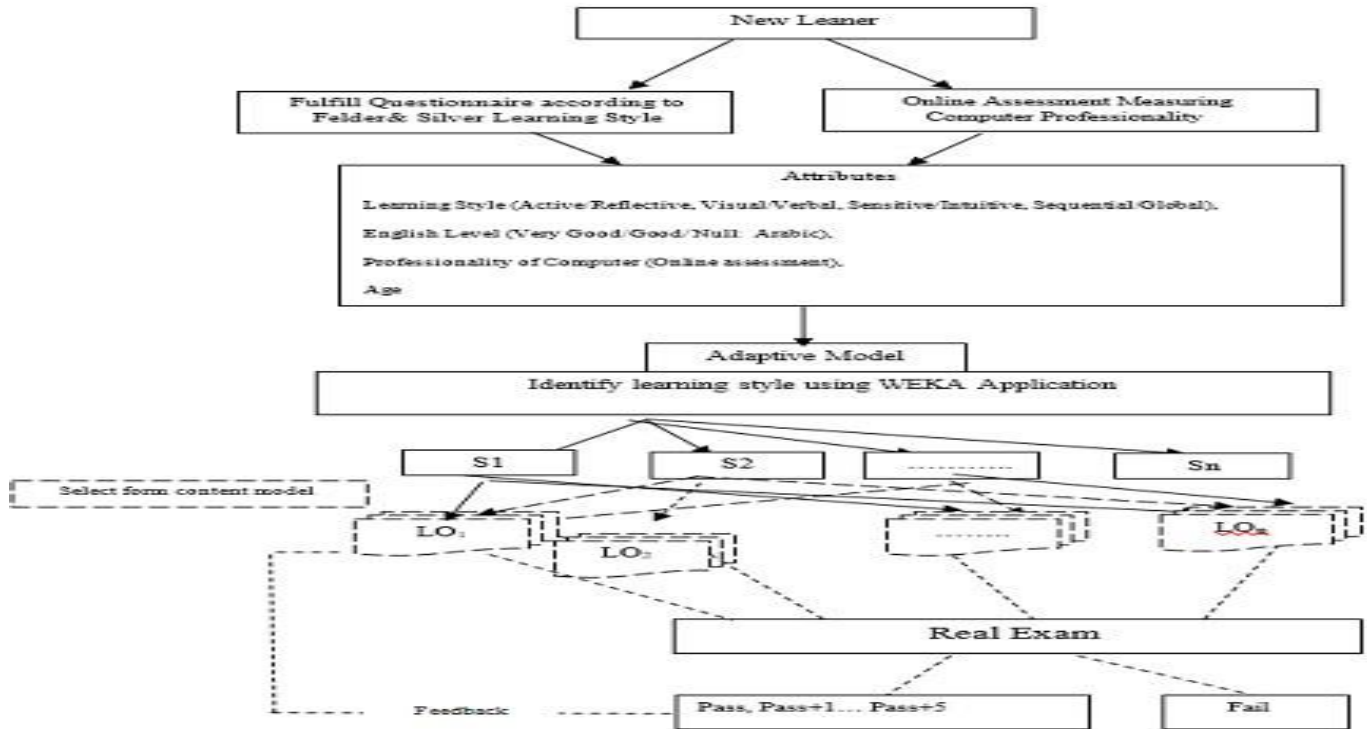 New Leaner
Fulfill Questionnaire according to
Felder& Silver Learning Style
Online Assessment Measuring
Computer Professionality
Attributes
Learning Style (Active/Reflective, Visual/Verbal, Sensitive/Intuitive, Sequential/Global),
English Level (Very Good/Good/ Null: Arabic),
Professionality of Computer (Online assessment),
Age
Adaptive Model
Identify learning style using WEKA Application
S1
S2
----------
Sn
Select form content model
LO₁
LO₂
--------
LOn
Real Exam
Pass, Pass+1... Pass+5
Fail
Feedback